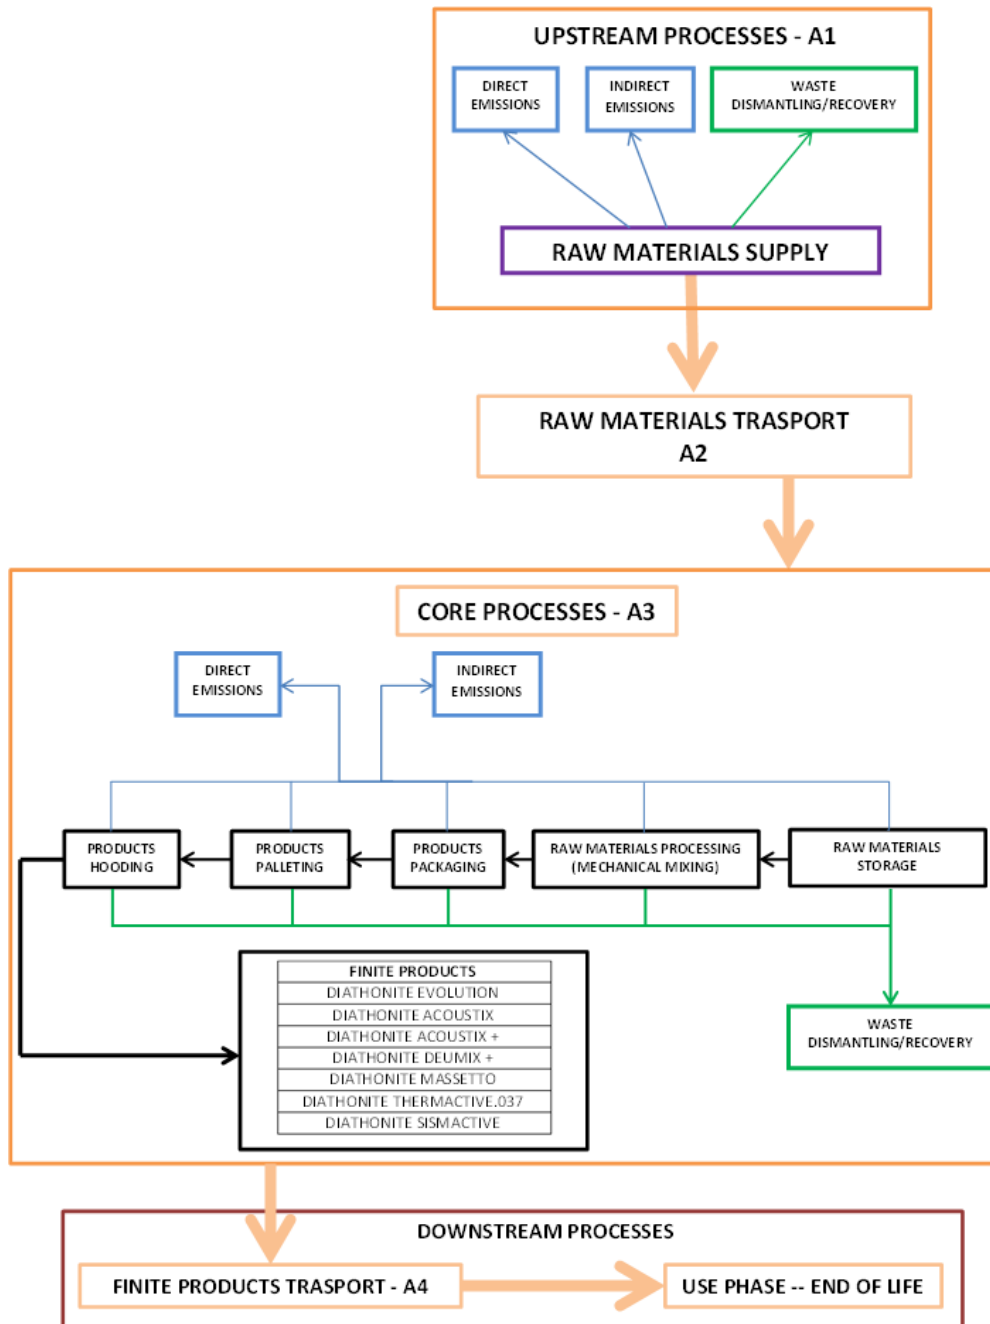 UPSTREAM PROCESSES - A1
DIRECT
EMISSIONS
INDIRECT
EMISSIONS
WASTE
DISMANTLING/RECOVERY
RAW MATERIALS SUPPLY
RAW MATERIALS TRASPORT
A2
CORE PROCESSES - A3
DIRECT
EMISSIONS
INDIRECT
EMISSIONS
PRODUCTS
HOODING
PRODUCTS
PALLETING
PRODUCTS
PACKAGING
RAW MATERIALS PROCESSING
(MECHANICAL MIXING)
RAW MATERIALS
STORAGE
FINITE PRODUCTS
DIATHONITE EVOLUTION
DIATHONITE ACOUSTIX
DIATHONITE ACOUSTIX +
DIATHONITE DEUMIX +
DIATHONITE MASSETTO
DIATHONITE THERMACTIVE.037
DIATHONITE SISMACTIVE
WASTE
DISMANTLING/RECOVERY
DOWNSTREAM PROCESSES
FINITE PRODUCTS TRASPORT - A4
USE PHASE -- END OF LIFE